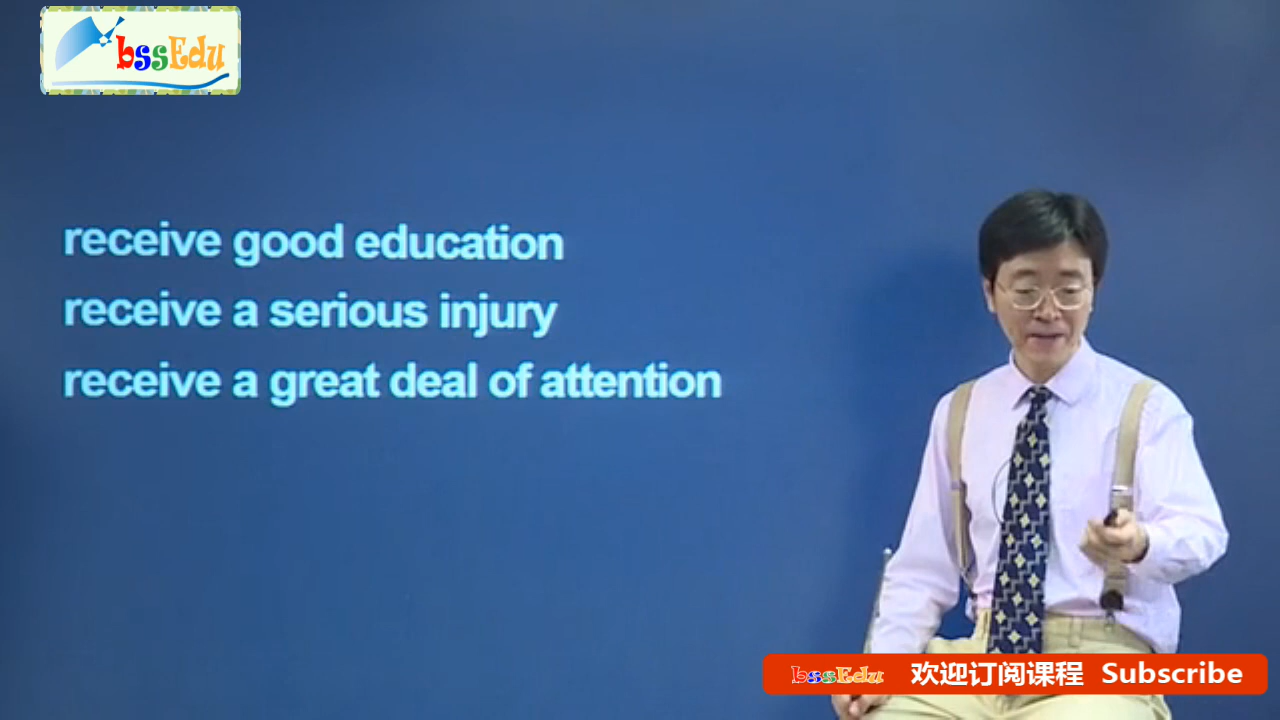 bssEdu
receive good education
receive a serious injury
receive a great deal of attention
bssEdu 欢迎订阅课程 Subscribe